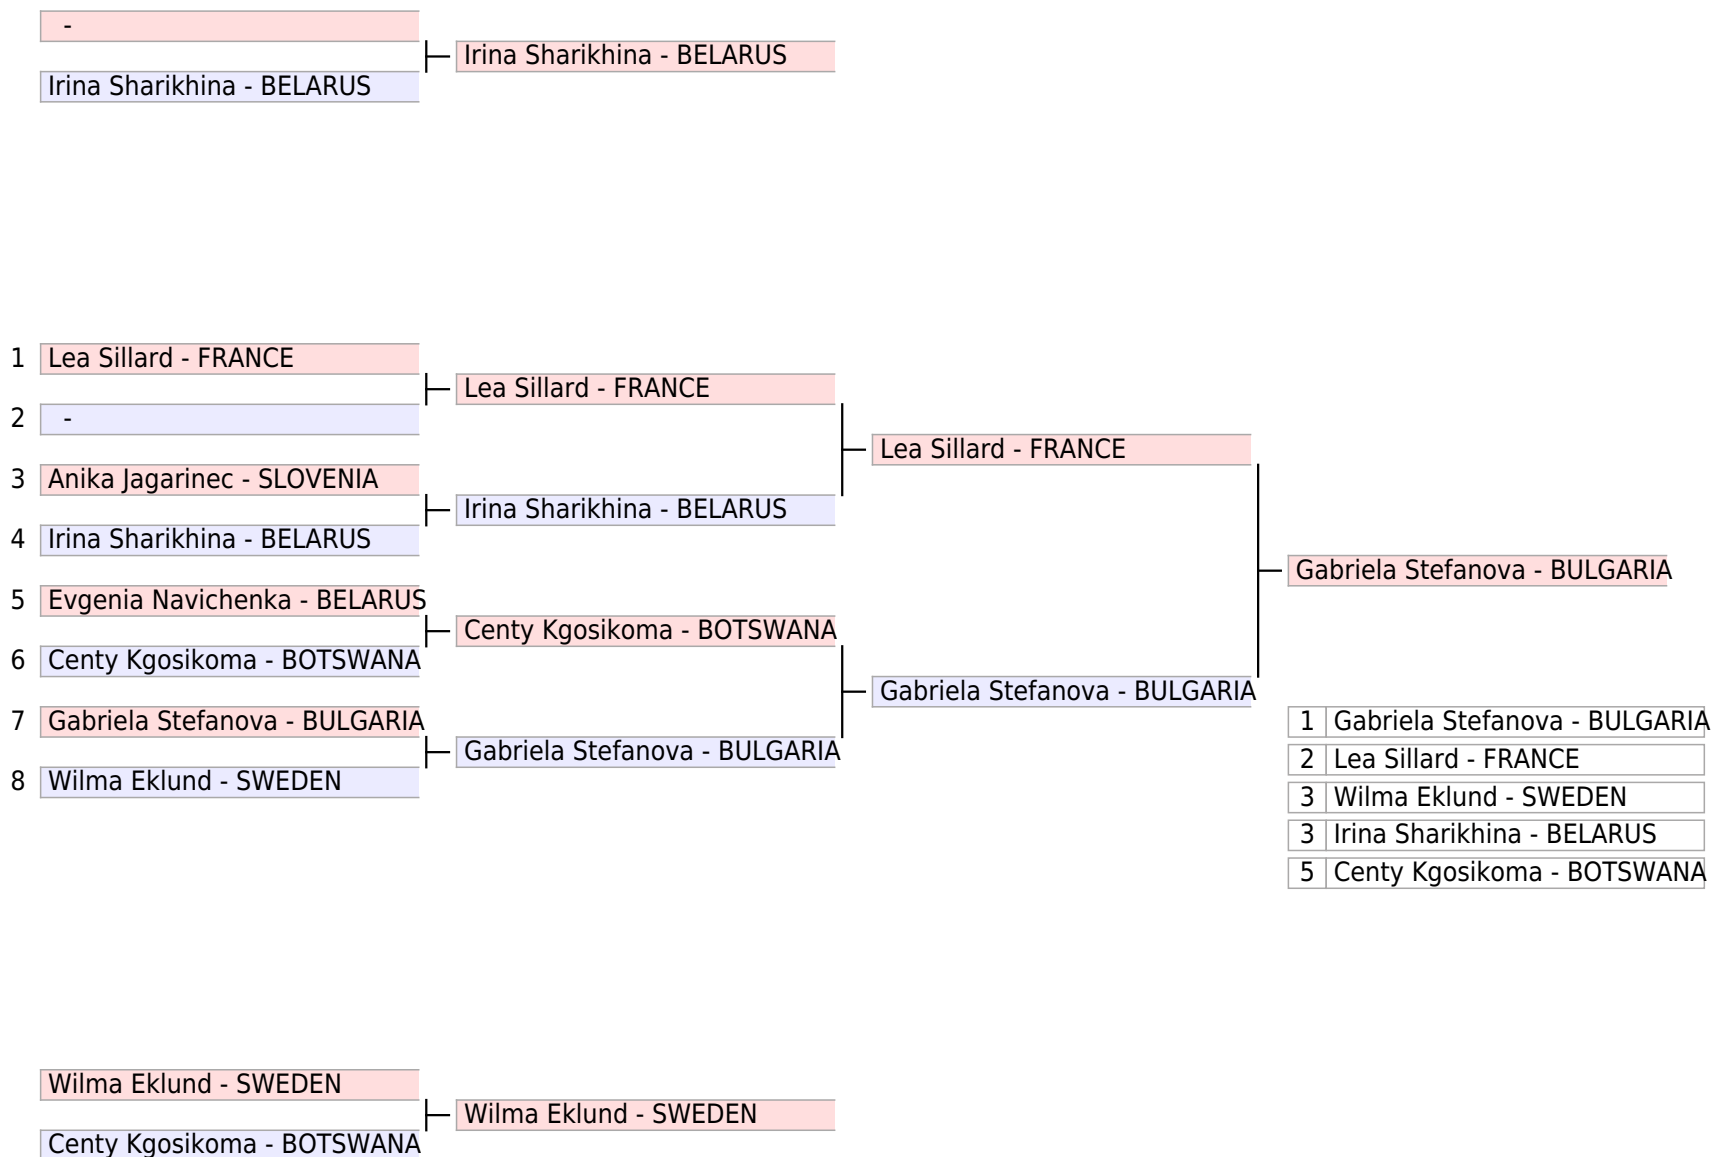 -
Irina Sharikhina - BELARUS
Irina Sharikhina - BELARUS
1 Lea Sillard - FRANCE
Lea Sillard - FRANCE
2 -
Lea Sillard - FRANCE
3 Anika Jagarinec - SLOVENIA
Irina Sharikhina - BELARUS
4 Irina Sharikhina - BELARUS
Gabriela Stefanova - BULGARIA
5 Evgenia Navichenka - BELARUS
Centy Kgosikoma - BOTSWANA
6 Centy Kgosikoma - BOTSWANA
Gabriela Stefanova - BULGARIA
7 Gabriela Stefanova - BULGARIA
Gabriela Stefanova - BULGARIA
8 Wilma Eklund - SWEDEN
1 Gabriela Stefanova - BULGARIA
2 Lea Sillard - FRANCE
3 Wilma Eklund - SWEDEN
3 Irina Sharikhina - BELARUS
5 Centy Kgosikoma - BOTSWANA
Wilma Eklund - SWEDEN
Wilma Eklund - SWEDEN
Centy Kgosikoma - BOTSWANA